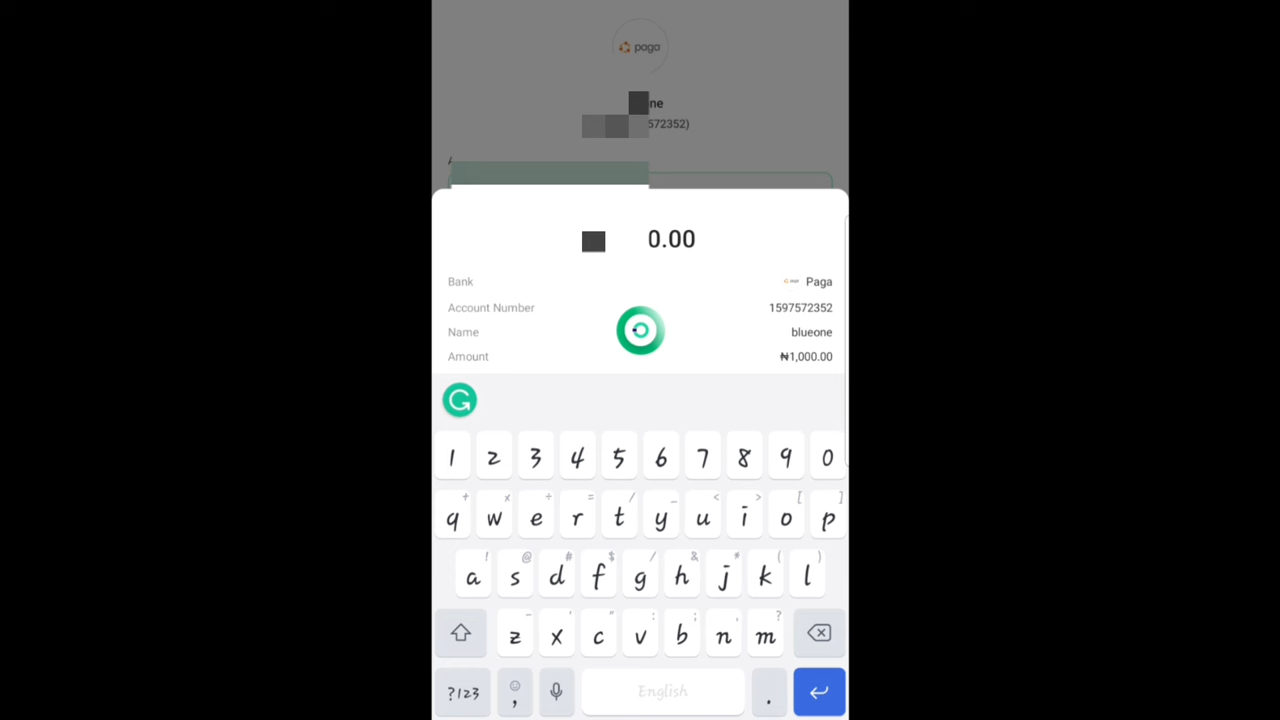 paga
ne
572352)
0.00
Bank Paga
Account Number 1597572352
Name blueone
Amount ₦1,000.00
1 2 3 4 5 6 7 8 9 0
+ × ÷ = / _ < > [ ]
q w e r t y u i o p
! @ # $ / & * ( )
a s d f g h j k l
- ' " : ; , ?
z x c v b n m
?123 , English .